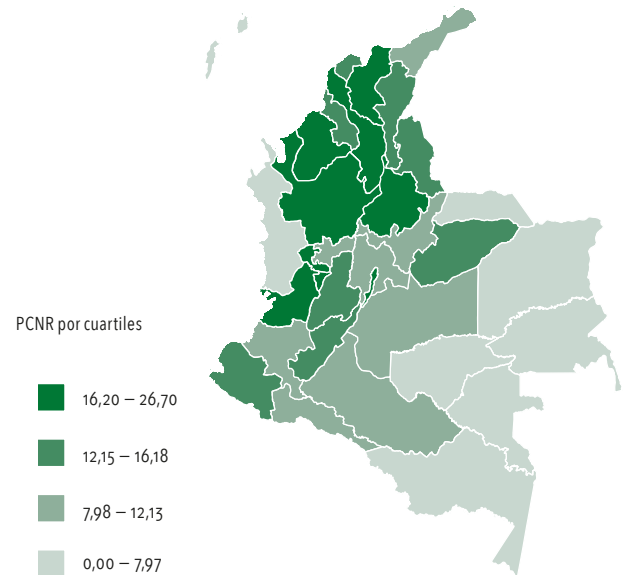 PCNR por cuartiles
16,20 – 26,70
12,15 – 16,18
7,98 – 12,13
0,00 – 7,97